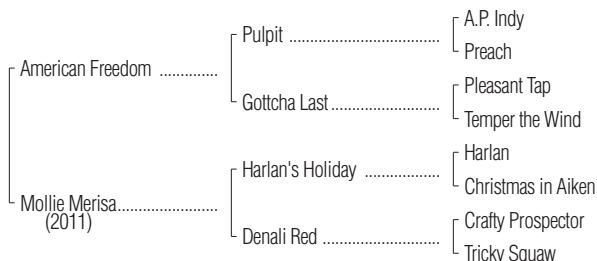 A.P. Indy
Pulpit ........................................
Preach
American Freedom ...............
Pleasant Tap
Gottcha Last .............................
Temper the Wind
Harlan
Harlan's Holiday ....................
Christmas in Aiken
Mollie Merisa ..........................
(2011)
Crafty Prospector
Denali Red ...............................
Tricky Squaw